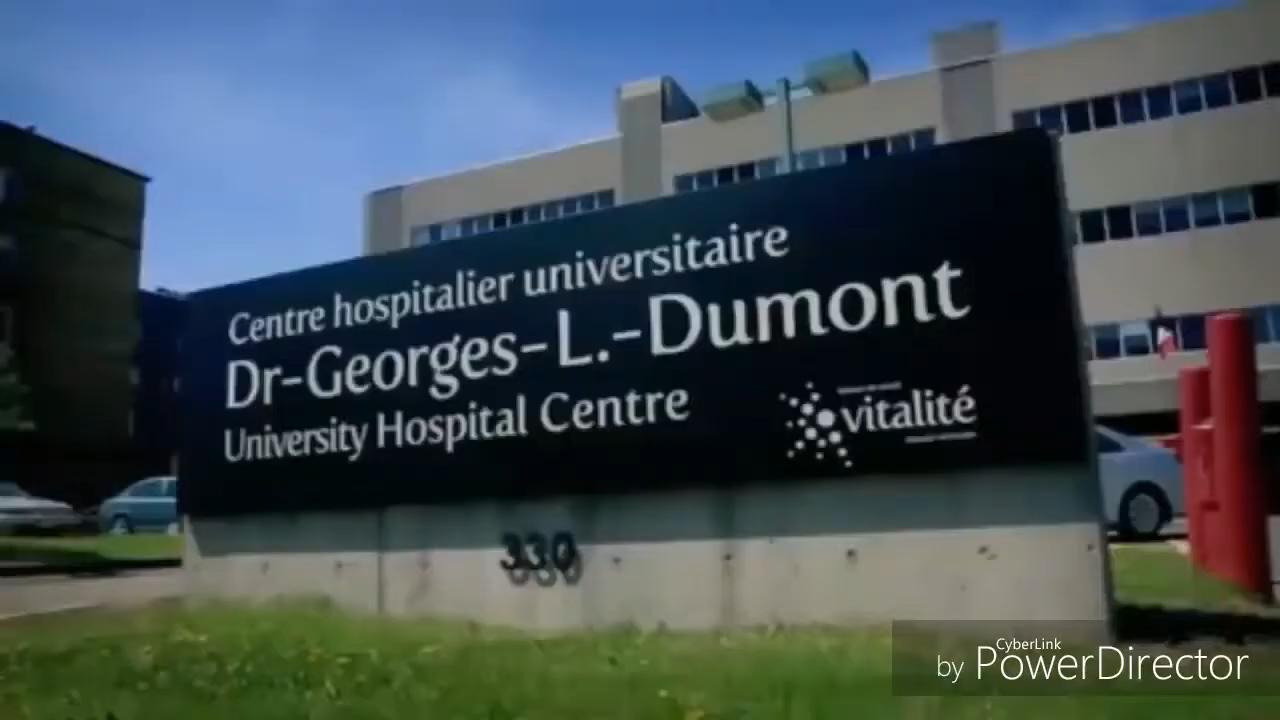 Centre hospitalier universitaire
Dr-Georges-L.-Dumont
University Hospital Centre
vitalité
330
CyberLink
by PowerDirector